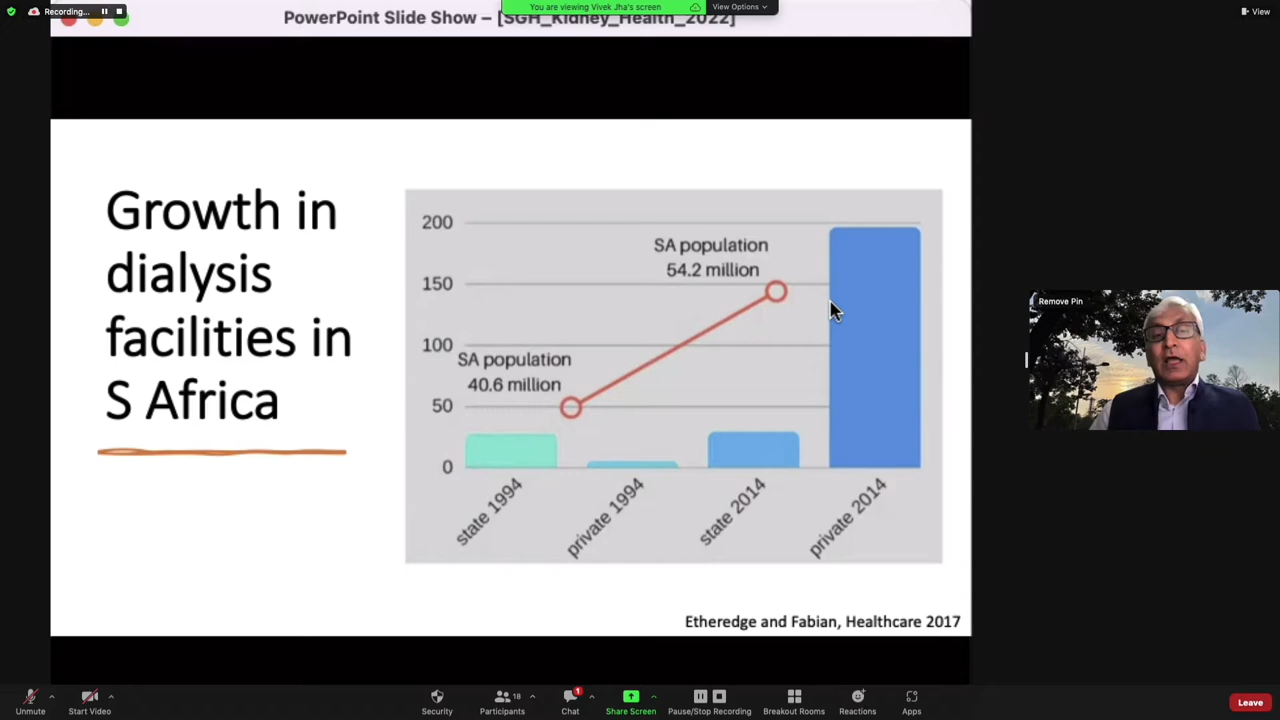 Recording...
PowerPoint Slide Show – [SGH_Kidney_Health_2022]
You are viewing Vivek Jha's screen
View Options
View
Growth in
dialysis
facilities in
S Africa
200
150
100
50
0
SA population
54.2 million
SA population
40.6 million
state 1994
private 1994
state 2014
private 2014
Etheredge and Fabian, Healthcare 2017
Remove Pin
Unmute
Start Video
Security
18
Participants
1
Chat
Share Screen
Pause/Stop Recording
Breakout Rooms
Reactions
Apps
Leave